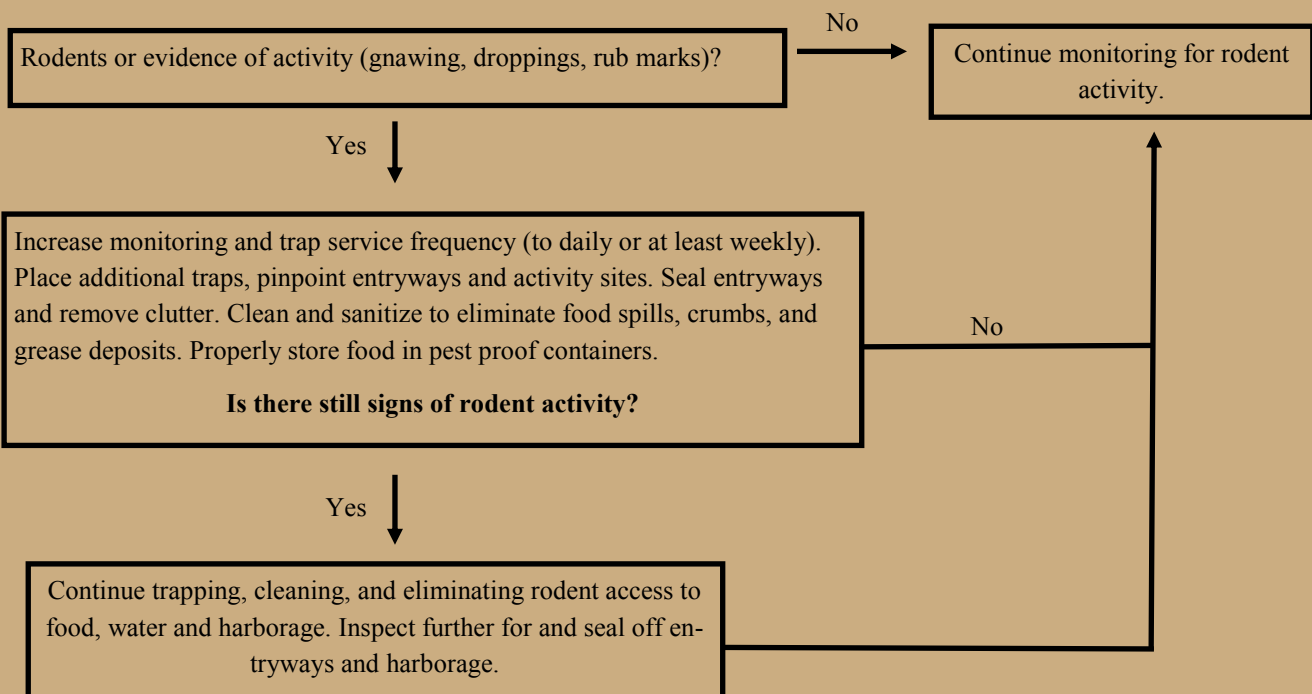 Rodents or evidence of activity (gnawing, droppings, rub marks)?
No
Continue monitoring for rodent
activity.
Yes
Increase monitoring and trap service frequency (to daily or at least weekly).
Place additional traps, pinpoint entryways and activity sites. Seal entryways
and remove clutter. Clean and sanitize to eliminate food spills, crumbs, and
grease deposits. Properly store food in pest proof containers.
Is there still signs of rodent activity?
No
Yes
Continue trapping, cleaning, and eliminating rodent access to
food, water and harborage. Inspect further for and seal off en-
tryways and harborage.